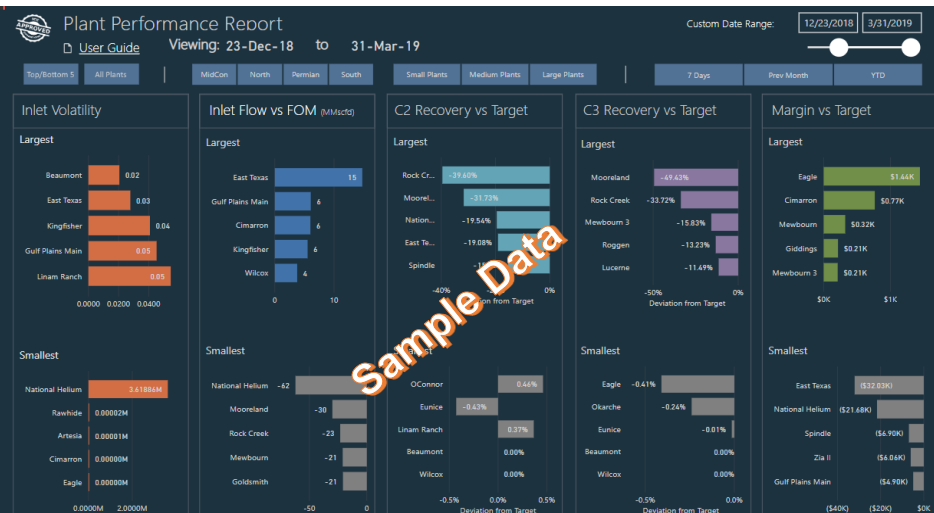 APPROVED
Plant Performance Report
User Guide
Viewing: 23-Dec-18 to 31-Mar-19
Custom Date Range:
12/23/2018
3/31/2019
Top/Bottom 5
All Plants
MidCon
North
Permian
South
Small Plants
Medium Plants
Large Plants
7 Days
Prev Month
YTD
Inlet Volatility
Largest
Beaumont 0.02
East Texas 0.03
Kingfisher 0.04
Gulf Plains Main 0.05
Linam Ranch 0.05
0.0000 0.0200 0.0400
Smallest
National Helium 3.61886M
Rawhide 0.00002M
Artesia 0.00001M
Cimarron 0.00000M
Eagle 0.00000M
0.0000M 2.0000M
Inlet Flow vs FOM (MMscfd)
Largest
East Texas 15
Gulf Plains Main 6
Cimarron 6
Kingfisher 6
Wilcox 4
0 10
Smallest
National Helium -62
Mooreland -30
Rock Creek -23
Mewbourn -21
Goldsmith -21
-50 0
C2 Recovery vs Target
Largest
Rock Cr... -39.60%
Moorel... -31.73%
Nation... -19.54%
East Te... -19.08%
Spindle
-40% 0%
from Target
OConnor 0.46%
Eunice -0.43%
Linam Ranch 0.37%
Beaumont 0.00%
Wilcox 0.00%
-0.5% 0.0% 0.5%
Deviation from Target
C3 Recovery vs Target
Largest
Mooreland -49.63%
Rock Creek -33.72%
Mewbourn 3 -15.83%
Roggen -13.23%
Lucerne -11.49%
-50% 0%
Deviation from Target
Smallest
Eagle -0.41%
Okarche -0.24%
Eunice -0.01%
Beaumont 0.00%
Wilcox 0.00%
-0.5% 0.0%
Deviation from Target
Margin vs Target
Largest
Eagle $1.44K
Cimarron $0.77K
Mewbourn $0.32K
Giddings $0.21K
Mewbourn 3 $0.21K
$0K $1K
Smallest
East Texas ($32.03K)
National Helium ($21.68K)
Spindle ($6.90K)
Zia II ($6.06K)
Gulf Plains Main ($4.90K)
($40K) ($20K) $0K
Sample Data